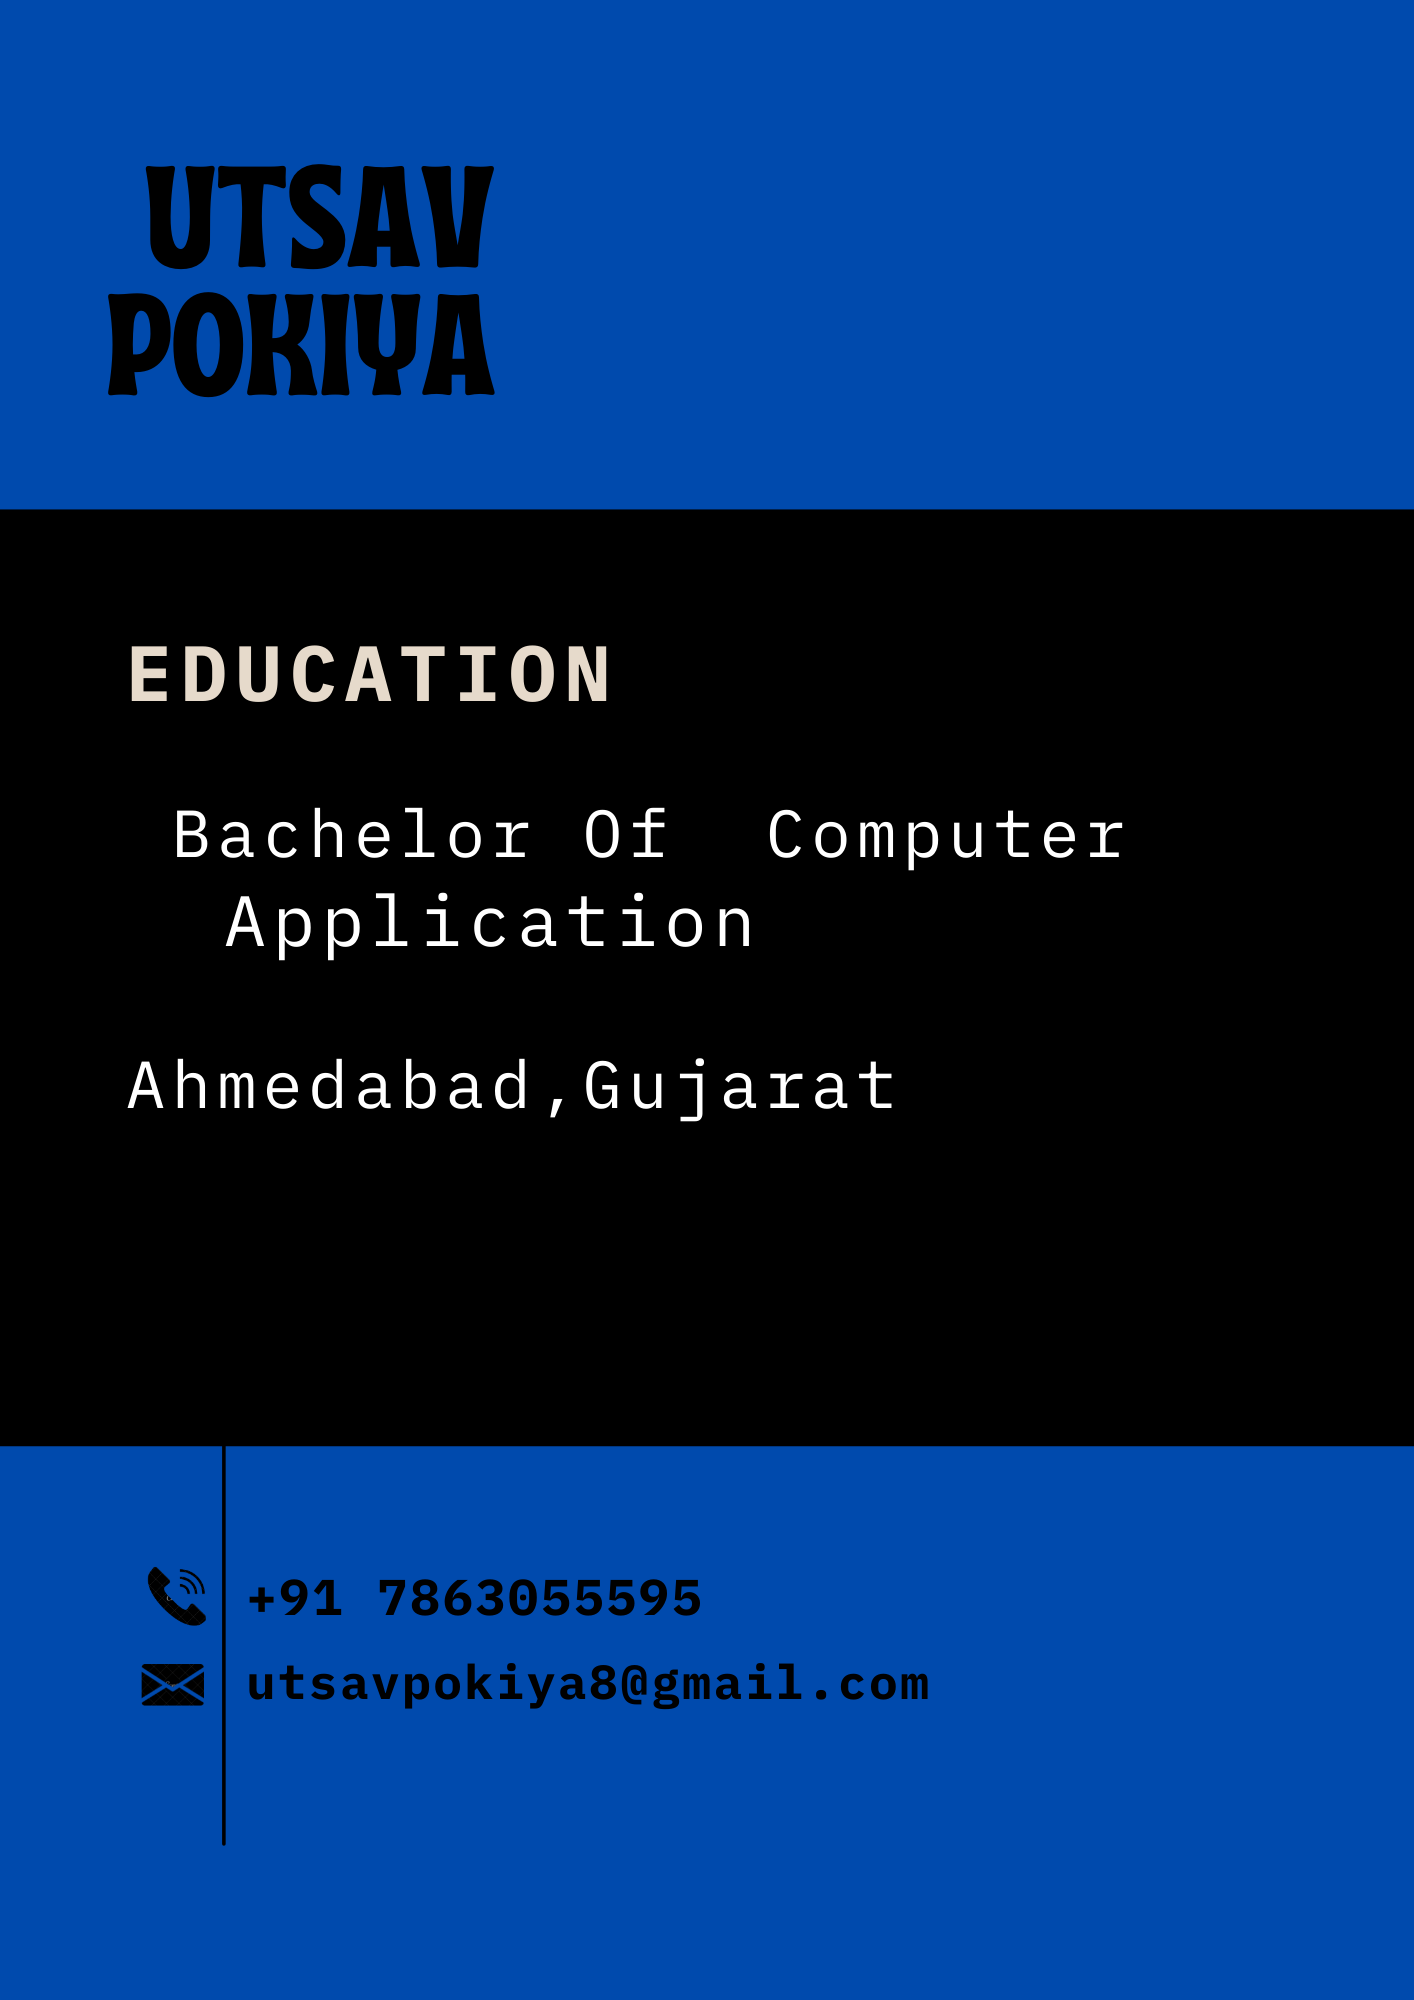 UTSAV
POKIYA
EDUCATION
Bachelor Of  Computer
Application
Ahmedabad,Gujarat
+91 7863055595
utsavpokiya8@gmail.com